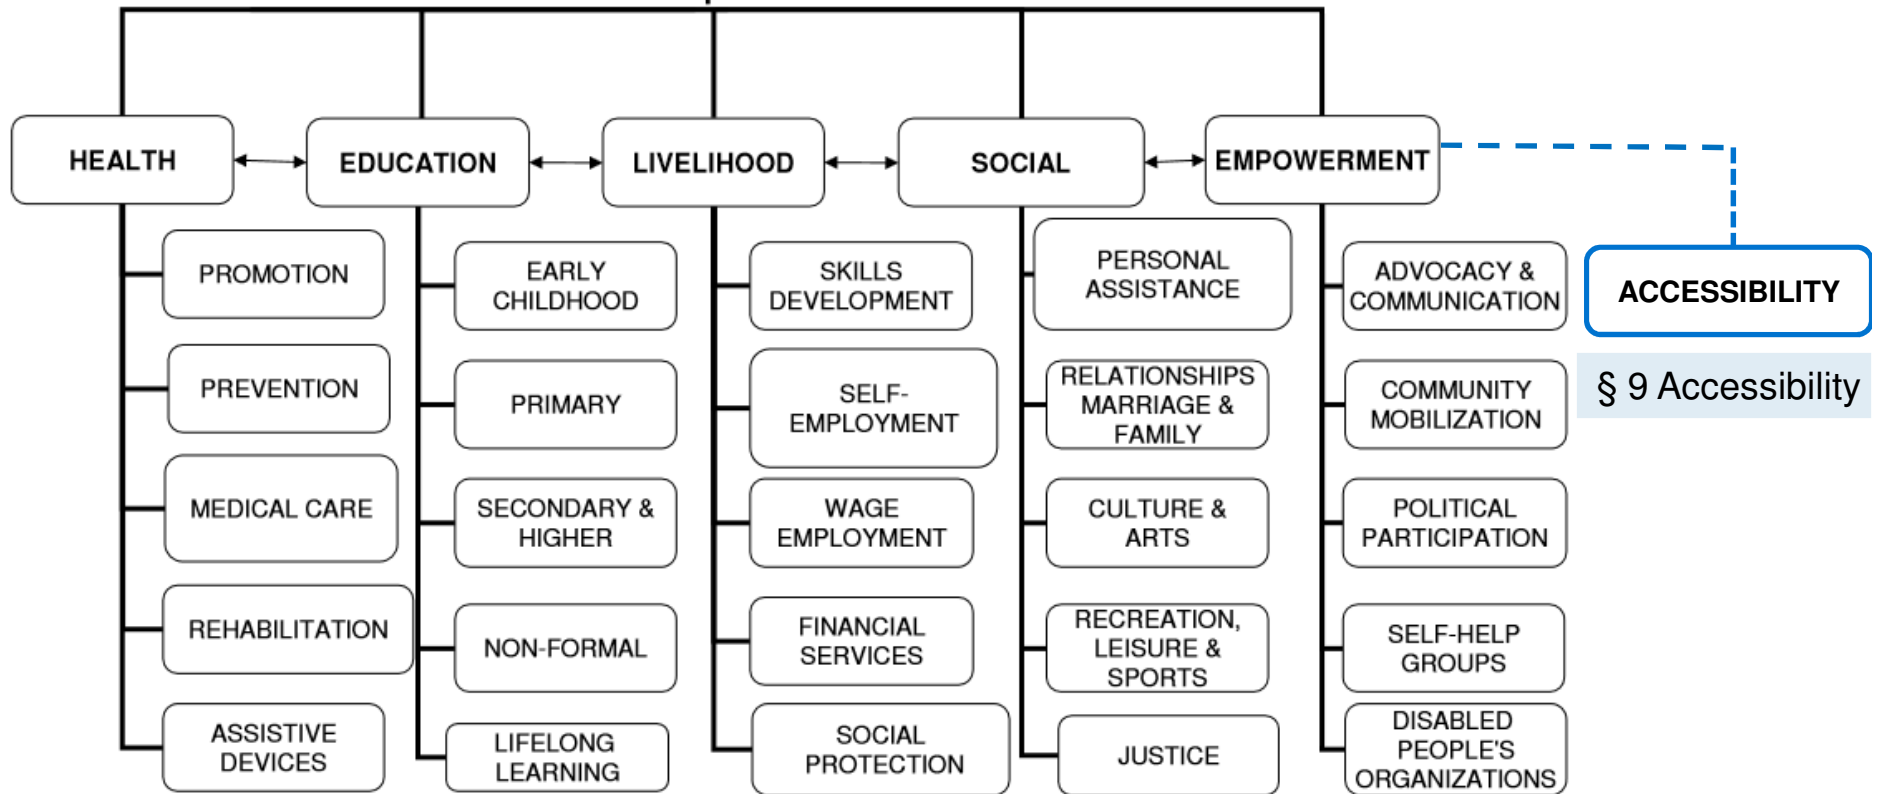 HEALTH
EDUCATION
LIVELIHOOD
SOCIAL
EMPOWERMENT
PROMOTION
PREVENTION
MEDICAL CARE
REHABILITATION
ASSISTIVE
DEVICES
EARLY
CHILDHOOD
PRIMARY
SECONDARY &
HIGHER
NON-FORMAL
LIFELONG
LEARNING
SKILLS
DEVELOPMENT
SELF-
EMPLOYMENT
WAGE
EMPLOYMENT
FINANCIAL
SERVICES
SOCIAL
PROTECTION
PERSONAL
ASSISTANCE
RELATIONSHIPS
MARRIAGE &
FAMILY
CULTURE &
ARTS
RECREATION,
LEISURE &
SPORTS
JUSTICE
ADVOCACY &
COMMUNICATION
COMMUNITY
MOBILIZATION
POLITICAL
PARTICIPATION
SELF-HELP
GROUPS
DISABLED
PEOPLE'S
ORGANIZATIONS
ACCESSIBILITY
§ 9 Accessibility